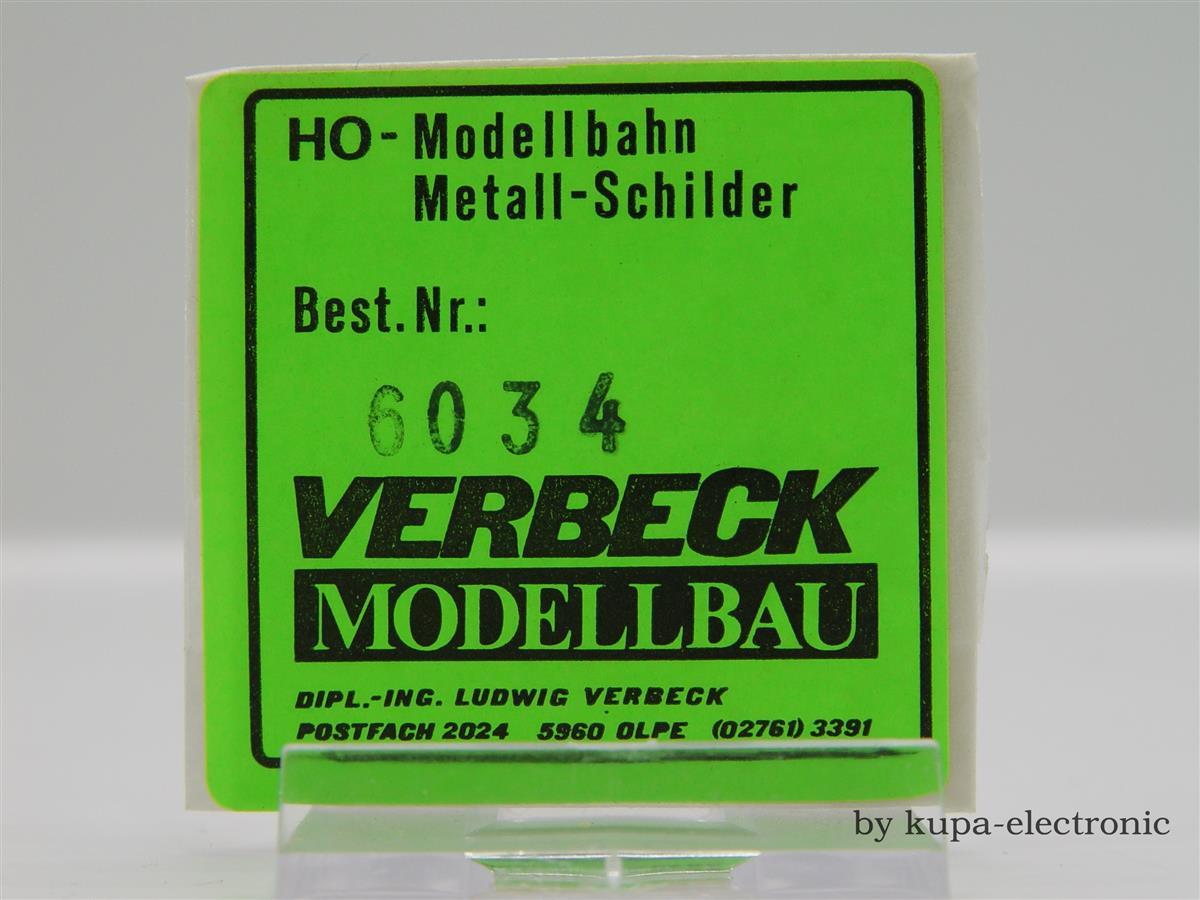 HO-Modellbahn
Metall-Schilder
Best.Nr.:
6034
VERBECK
MODELLBAU
DIPL.-ING. LUDWIG VERBECK
POSTFACH 2024 5960 OLPE (02761) 3391
by kupa-electronic